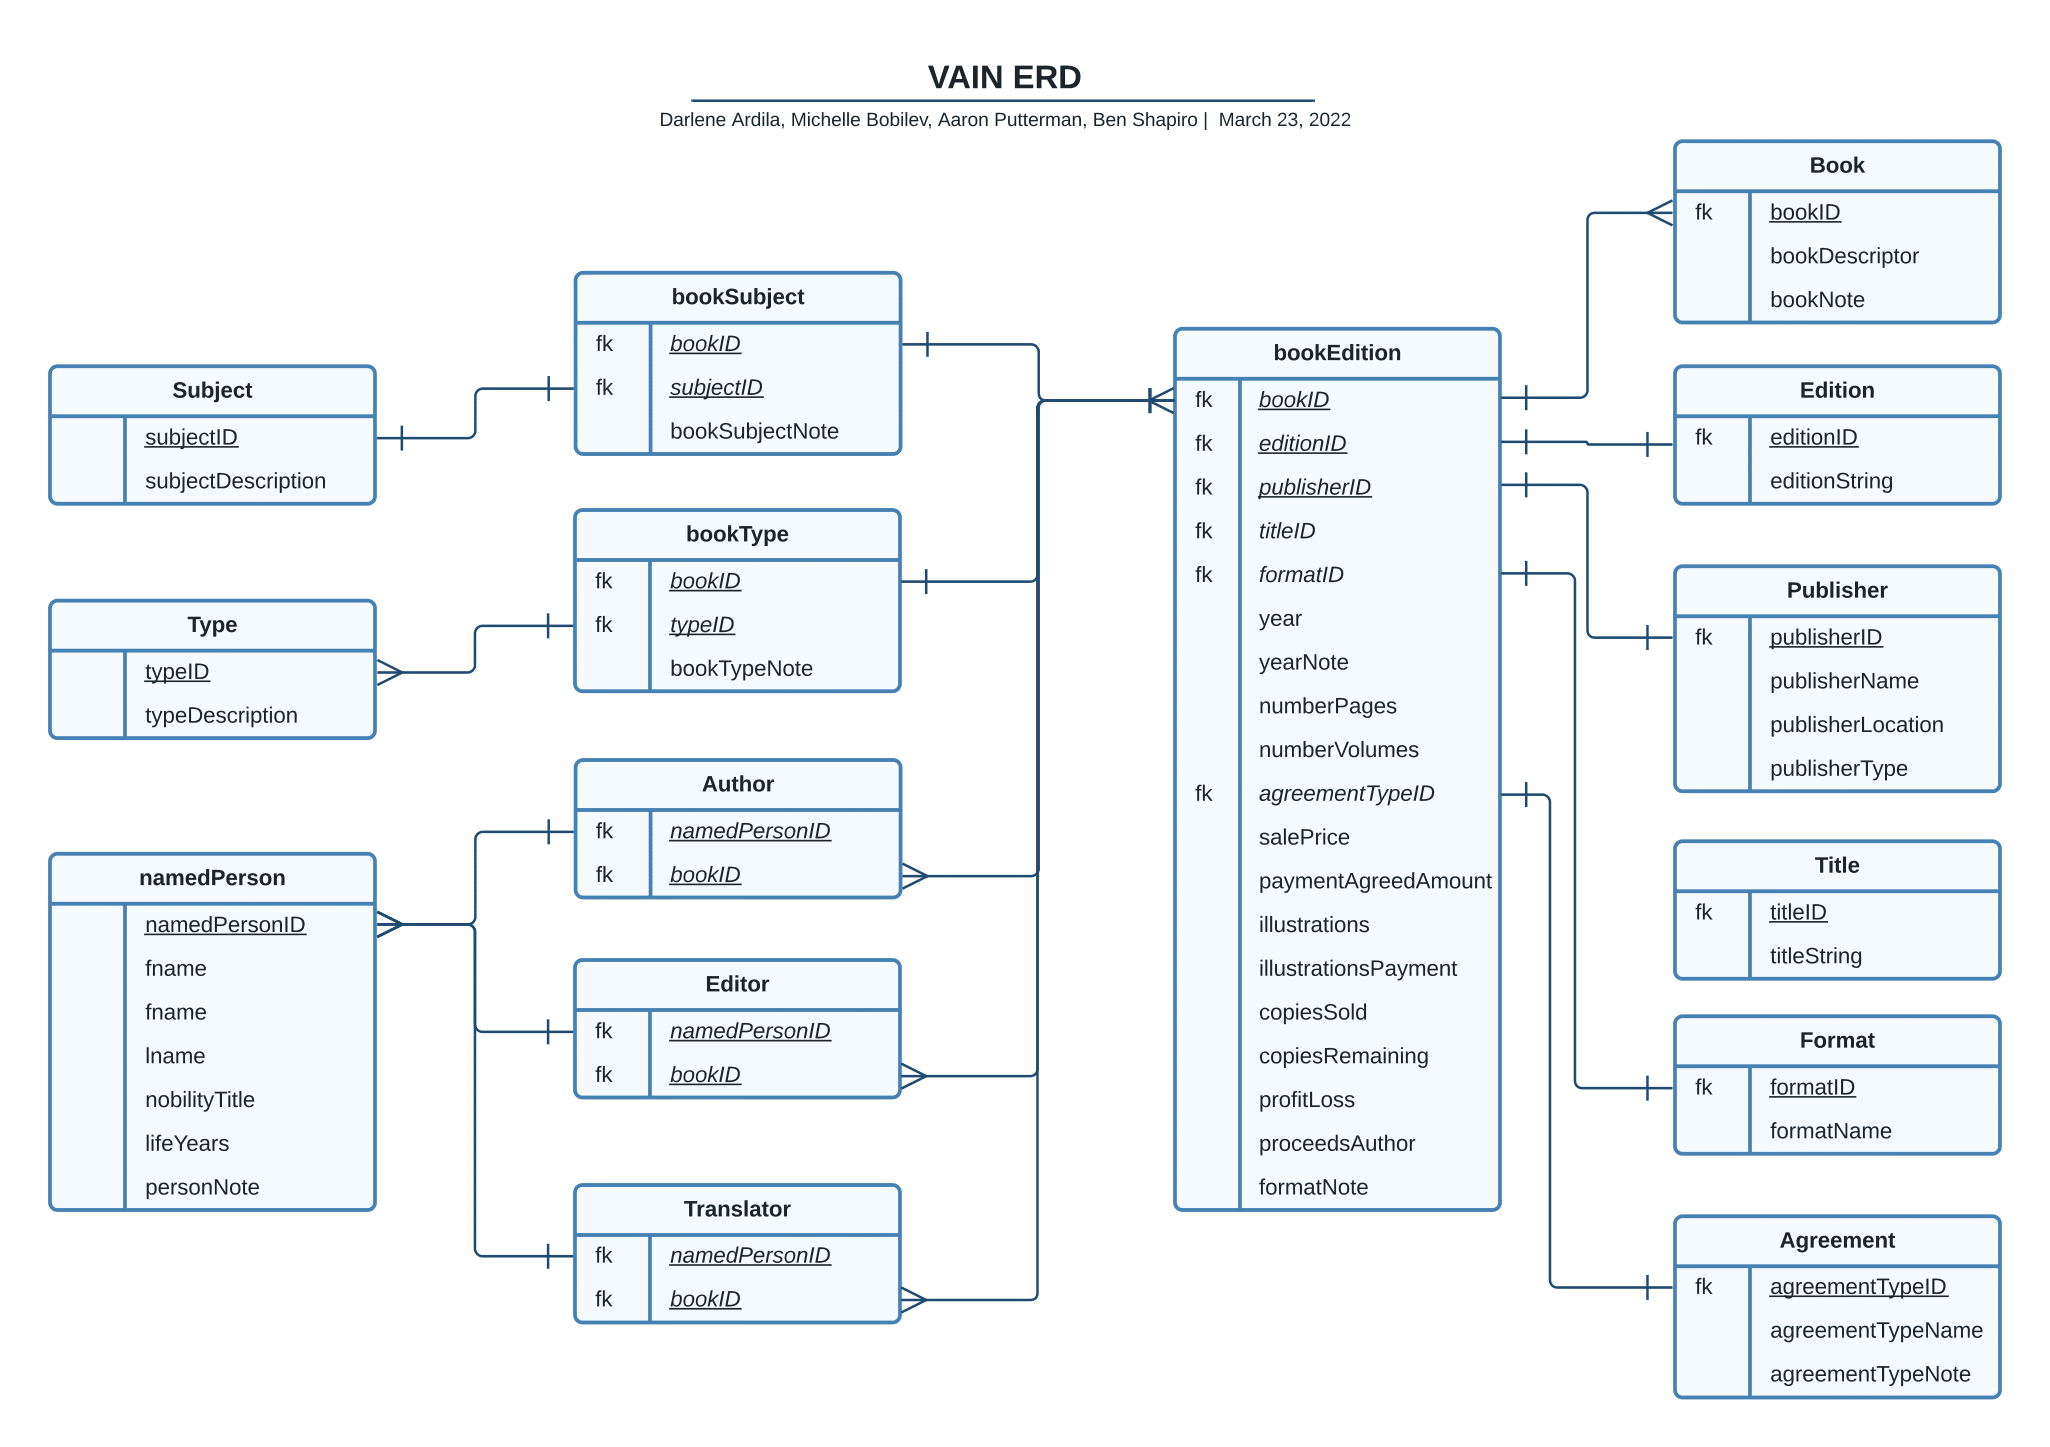 VAIN ERD
Darlene Ardila, Michelle Bobilev, Aaron Putterman, Ben Shapiro | March 23, 2022
Subject
subjectID
subjectDescription
Type
typeID
typeDescription
namedPerson
namedPersonID
fname
fname
lname
nobilityTitle
lifeYears
personNote
bookSubject
fk bookID
fk subjectID
bookSubjectNote
bookType
fk bookID
fk typeID
bookTypeNote
Author
fk namedPersonID
fk bookID
Editor
fk namedPersonID
fk bookID
Translator
fk namedPersonID
fk bookID
bookEdition
fk bookID
fk editionID
fk publisherID
fk titleID
fk formatID
year
yearNote
numberPages
numberVolumes
fk agreementTypeID
salePrice
paymentAgreedAmount
illustrations
illustrationsPayment
copiesSold
copiesRemaining
profitLoss
proceedsAuthor
formatNote
Book
fk bookID
bookDescriptor
bookNote
Edition
fk editionID
editionString
Publisher
fk publisherID
publisherName
publisherLocation
publisherType
Title
fk titleID
titleString
Format
fk formatID
formatName
Agreement
fk agreementTypeID
agreementTypeName
agreementTypeNote